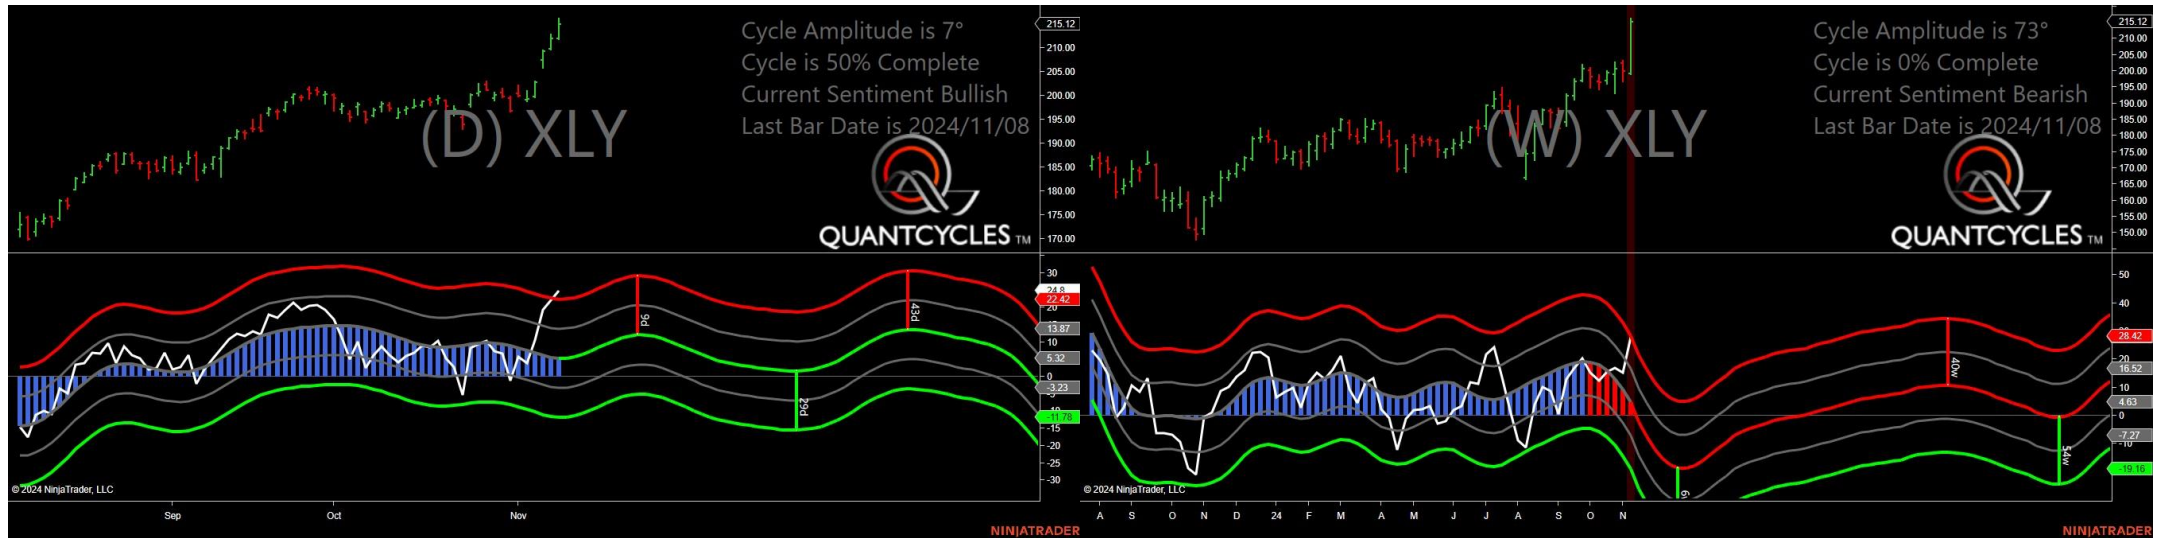 Cycle Amplitude is 7°
Cycle is 50% Complete
Current Sentiment Bullish
Last Bar Date is 2024/11/08
(D) XLY
QUANTCYCLES TM
215.12
210.00
205.00
200.00
195.00
190.00
185.00
180.00
175.00
170.00
30
24.8
22.42
20
13.87
10
5.32
0
-3.23
-5
-11.78
-15
-20
-25
-30
9d
29d
43d
© 2024 NinjaTrader, LLC
Sep
Oct
Nov
NINJATRADER
Cycle Amplitude is 73°
Cycle is 0% Complete
Current Sentiment Bearish
Last Bar Date is 2024/11/08
(W) XLY
QUANTCYCLES TM
215.12
210.00
205.00
200.00
195.00
190.00
185.00
180.00
175.00
170.00
165.00
160.00
155.00
150.00
50
40
28.42
20
16.52
10
4.63
0
-7.27
-10
-19.16
40w
54w
© 2024 NinjaTrader, LLC
A S O N D 24 F M A M J J A S O N
NINJATRADER